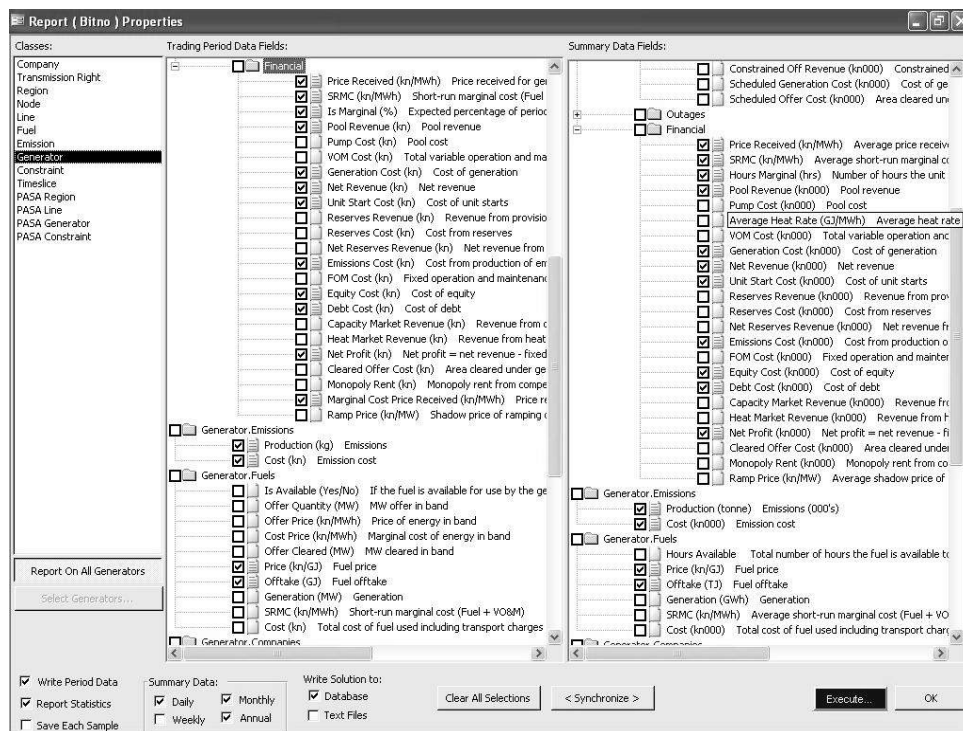 Report ( Bitno ) Properties
Classes:
Company
Transmission Right
Region
Node
Line
Fuel
Emission
Generator
Constraint
Timeslice
PASA Region
PASA Line
PASA Generator
PASA Constraint
Report On All Generators
Select Generators...
Trading Period Data Fields:
Financial
Price Received (kn/MWh) Price received for ge
SRMC (kn/MWh) Short-run marginal cost (Fuel
Is Marginal (%) Expected percentage of perioc
Pool Revenue (kn) Pool revenue
Pump Cost (kn) Pool cost
VOM Cost (kn) Total variable operation and ma
Generation Cost (kn) Cost of generation
Net Revenue (kn) Net revenue
Unit Start Cost (kn) Cost of unit starts
Reserves Revenue (kn) Revenue from provisio
Reserves Cost (kn) Cost from reserves
Net Reserves Revenue (kn) Net revenue from
Emissions Cost (kn) Cost from production of em
FOM Cost (kn) Fixed operation and maintenanc
Equity Cost (kn) Cost of equity
Debt Cost (kn) Cost of debt
Capacity Market Revenue (kn) Revenue from c
Heat Market Revenue (kn) Revenue from heat
Net Profit (kn) Net profit = net revenue - fixed
Cleared Offer Cost (kn) Area cleared under ge
Monopoly Rent (kn) Monopoly rent from compe
Marginal Cost Price Received (kn/MWh) Price re
Ramp Price (kn/MW) Shadow price of ramping c
Generator.Emissions
Production (kg) Emissions
Cost (kn) Emission cost
Generator.Fuels
Is Available (Yes/No) If the fuel is available for use by the ge
Offer Quantity (MW) MW offer in band
Offer Price (kn/MWh) Price of energy in band
Cost Price (kn/MWh) Marginal cost of energy in band
Offer Cleared (MW) MW cleared in band
Price (kn/GJ) Fuel price
Offtake (GJ) Fuel offtake
Generation (MW) Generation
SRMC (kn/MWh) Short-run marginal cost (Fuel + VO&M)
Cost (kn) Total cost of fuel used including transport charges
Generator.Companies
Summary Data Fields:
Constrained Off Revenue (kn000) Constrained
Scheduled Generation Cost (kn) Cost of ge
Scheduled Offer Cost (kn000) Area cleared un
Outages
Financial
Price Received (kn/MWh) Average price receiv
SRMC (kn/MWh) Average short-run marginal co
Hours Marginal (hrs) Number of hours the unit
Pool Revenue (kn000) Pool revenue
Pump Cost (kn000) Pool cost
Average Heat Rate (GJ/MWh) Average heat rate
VOM Cost (kn000) Total variable operation and
Generation Cost (kn000) Cost of generation
Net Revenue (kn000) Net revenue
Unit Start Cost (kn000) Cost of unit starts
Reserves Revenue (kn000) Revenue from prov
Reserves Cost (kn000) Cost from reserves
Net Reserves Revenue (kn000) Net revenue fr
Emissions Cost (kn000) Cost from production o
FOM Cost (kn000) Fixed operation and mainten
Equity Cost (kn000) Cost of equity
Debt Cost (kn000) Cost of debt
Capacity Market Revenue (kn000) Revenue frc
Heat Market Revenue (kn000) Revenue from h
Net Profit (kn000) Net profit = net revenue - fi
Cleared Offer Cost (kn000) Area cleared under
Monopoly Rent (kn000) Monopoly rent from co
Ramp Price (kn/MW) Average shadow price of
Generator.Emissions
Production (tonne) Emissions (000's)
Cost (kn000) Emission cost
Generator.Fuels
Hours Available Total number of hours the fuel is available to
Price (kn/GJ) Fuel price
Offtake (TJ) Fuel offtake
Generation (GWh) Generation
SRMC (kn/MWh) Average short-run marginal cost (Fuel + VO
Cost (kn000) Total cost of fuel used including transport charg
Generator.Companies
Write Period Data
Report Statistics
Save Each Sample
Summary Data:
Daily
Monthly
Weekly
Annual
Write Solution to:
Database
Text Files
Clear All Selections
< Synchronize >
Execute...
OK